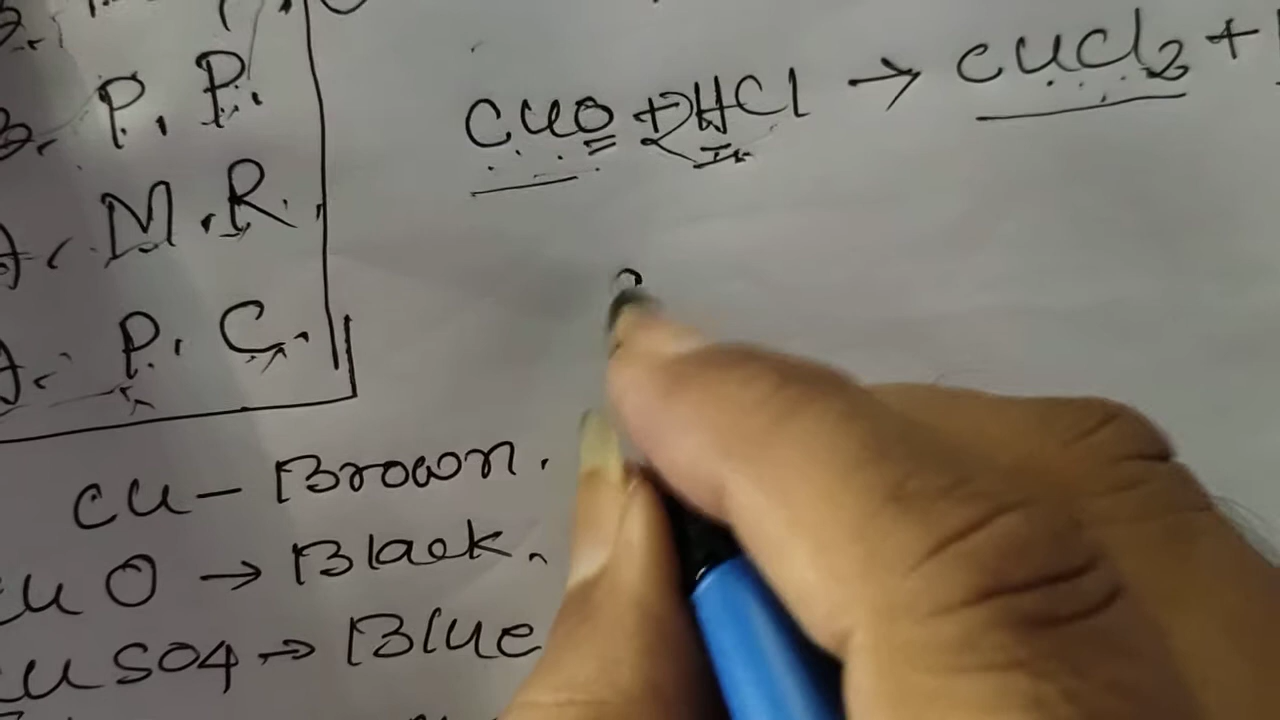 CuO + 2HCl → CuCl2 +
P. P.
M. R.
P. C.
Cu - Brown.
uO → Black.
uSO4 → Blue